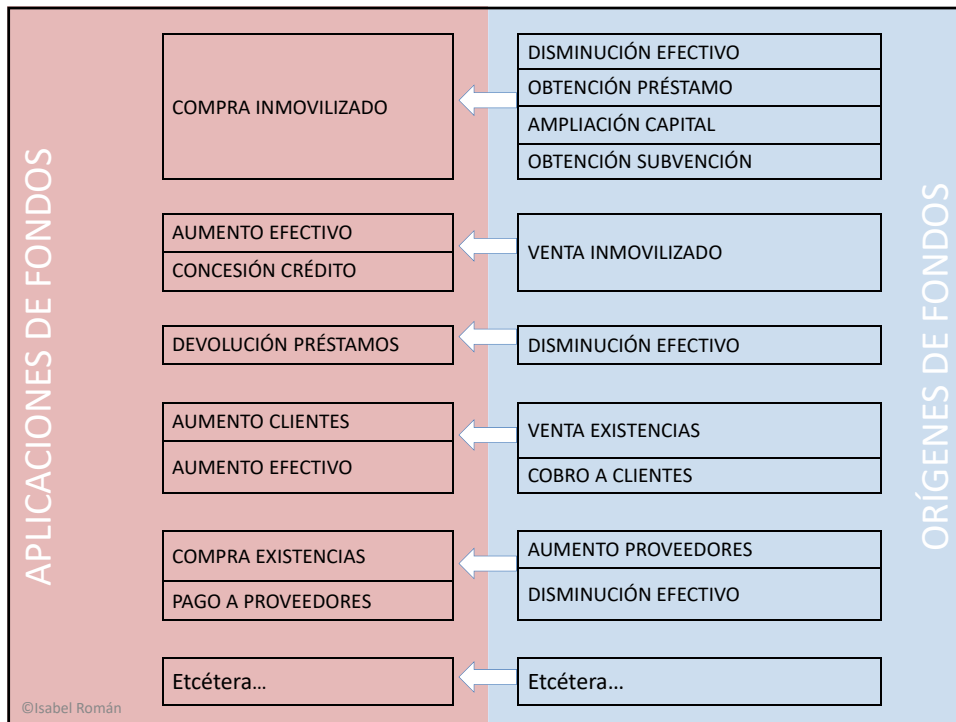 APLICACIONES DE FONDOS
COMPRA INMOVILIZADO
DISMINUCIÓN EFECTIVO
OBTENCIÓN PRÉSTAMO
AMPLIACIÓN CAPITAL
OBTENCIÓN SUBVENCIÓN
AUMENTO EFECTIVO
CONCESIÓN CRÉDITO
VENTA INMOVILIZADO
DEVOLUCIÓN PRÉSTAMOS
DISMINUCIÓN EFECTIVO
AUMENTO CLIENTES
AUMENTO EFECTIVO
VENTA EXISTENCIAS
COBRO A CLIENTES
COMPRA EXISTENCIAS
PAGO A PROVEEDORES
AUMENTO PROVEEDORES
DISMINUCIÓN EFECTIVO
Etcétera...
Etcétera...
ORÍGENES DE FONDOS
©Isabel Román